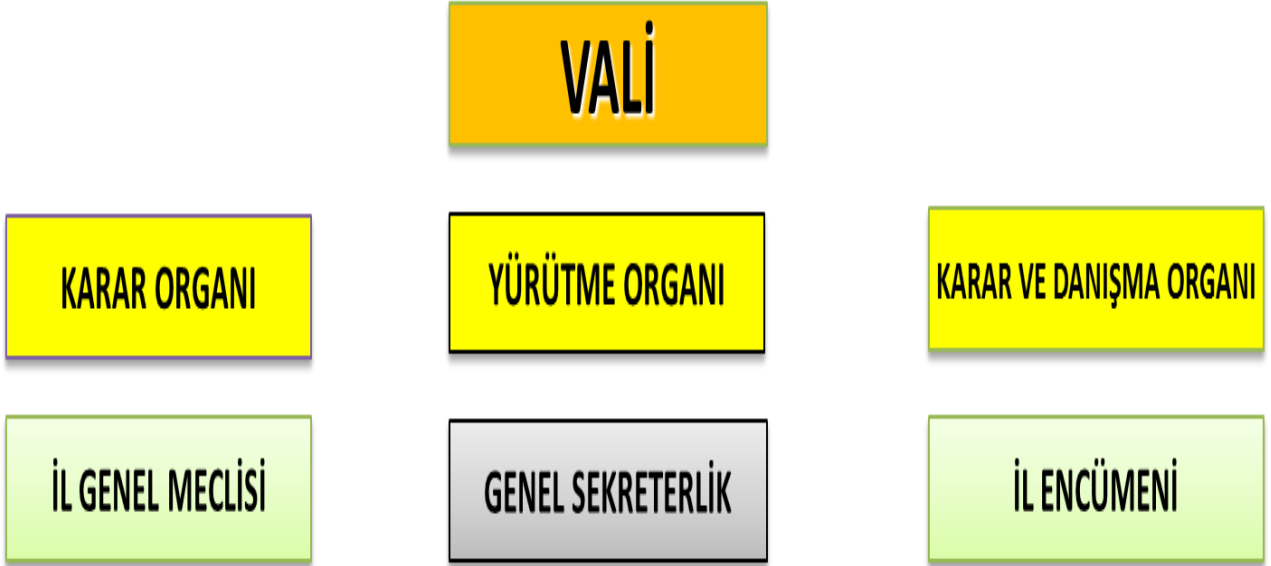 VALİ
KARAR ORGANI
YÜRÜTME ORGANI
KARAR VE DANIŞMA ORGANI
İL GENEL MECLİSİ
GENEL SEKRETERLİK
İL ENCÜMENİ